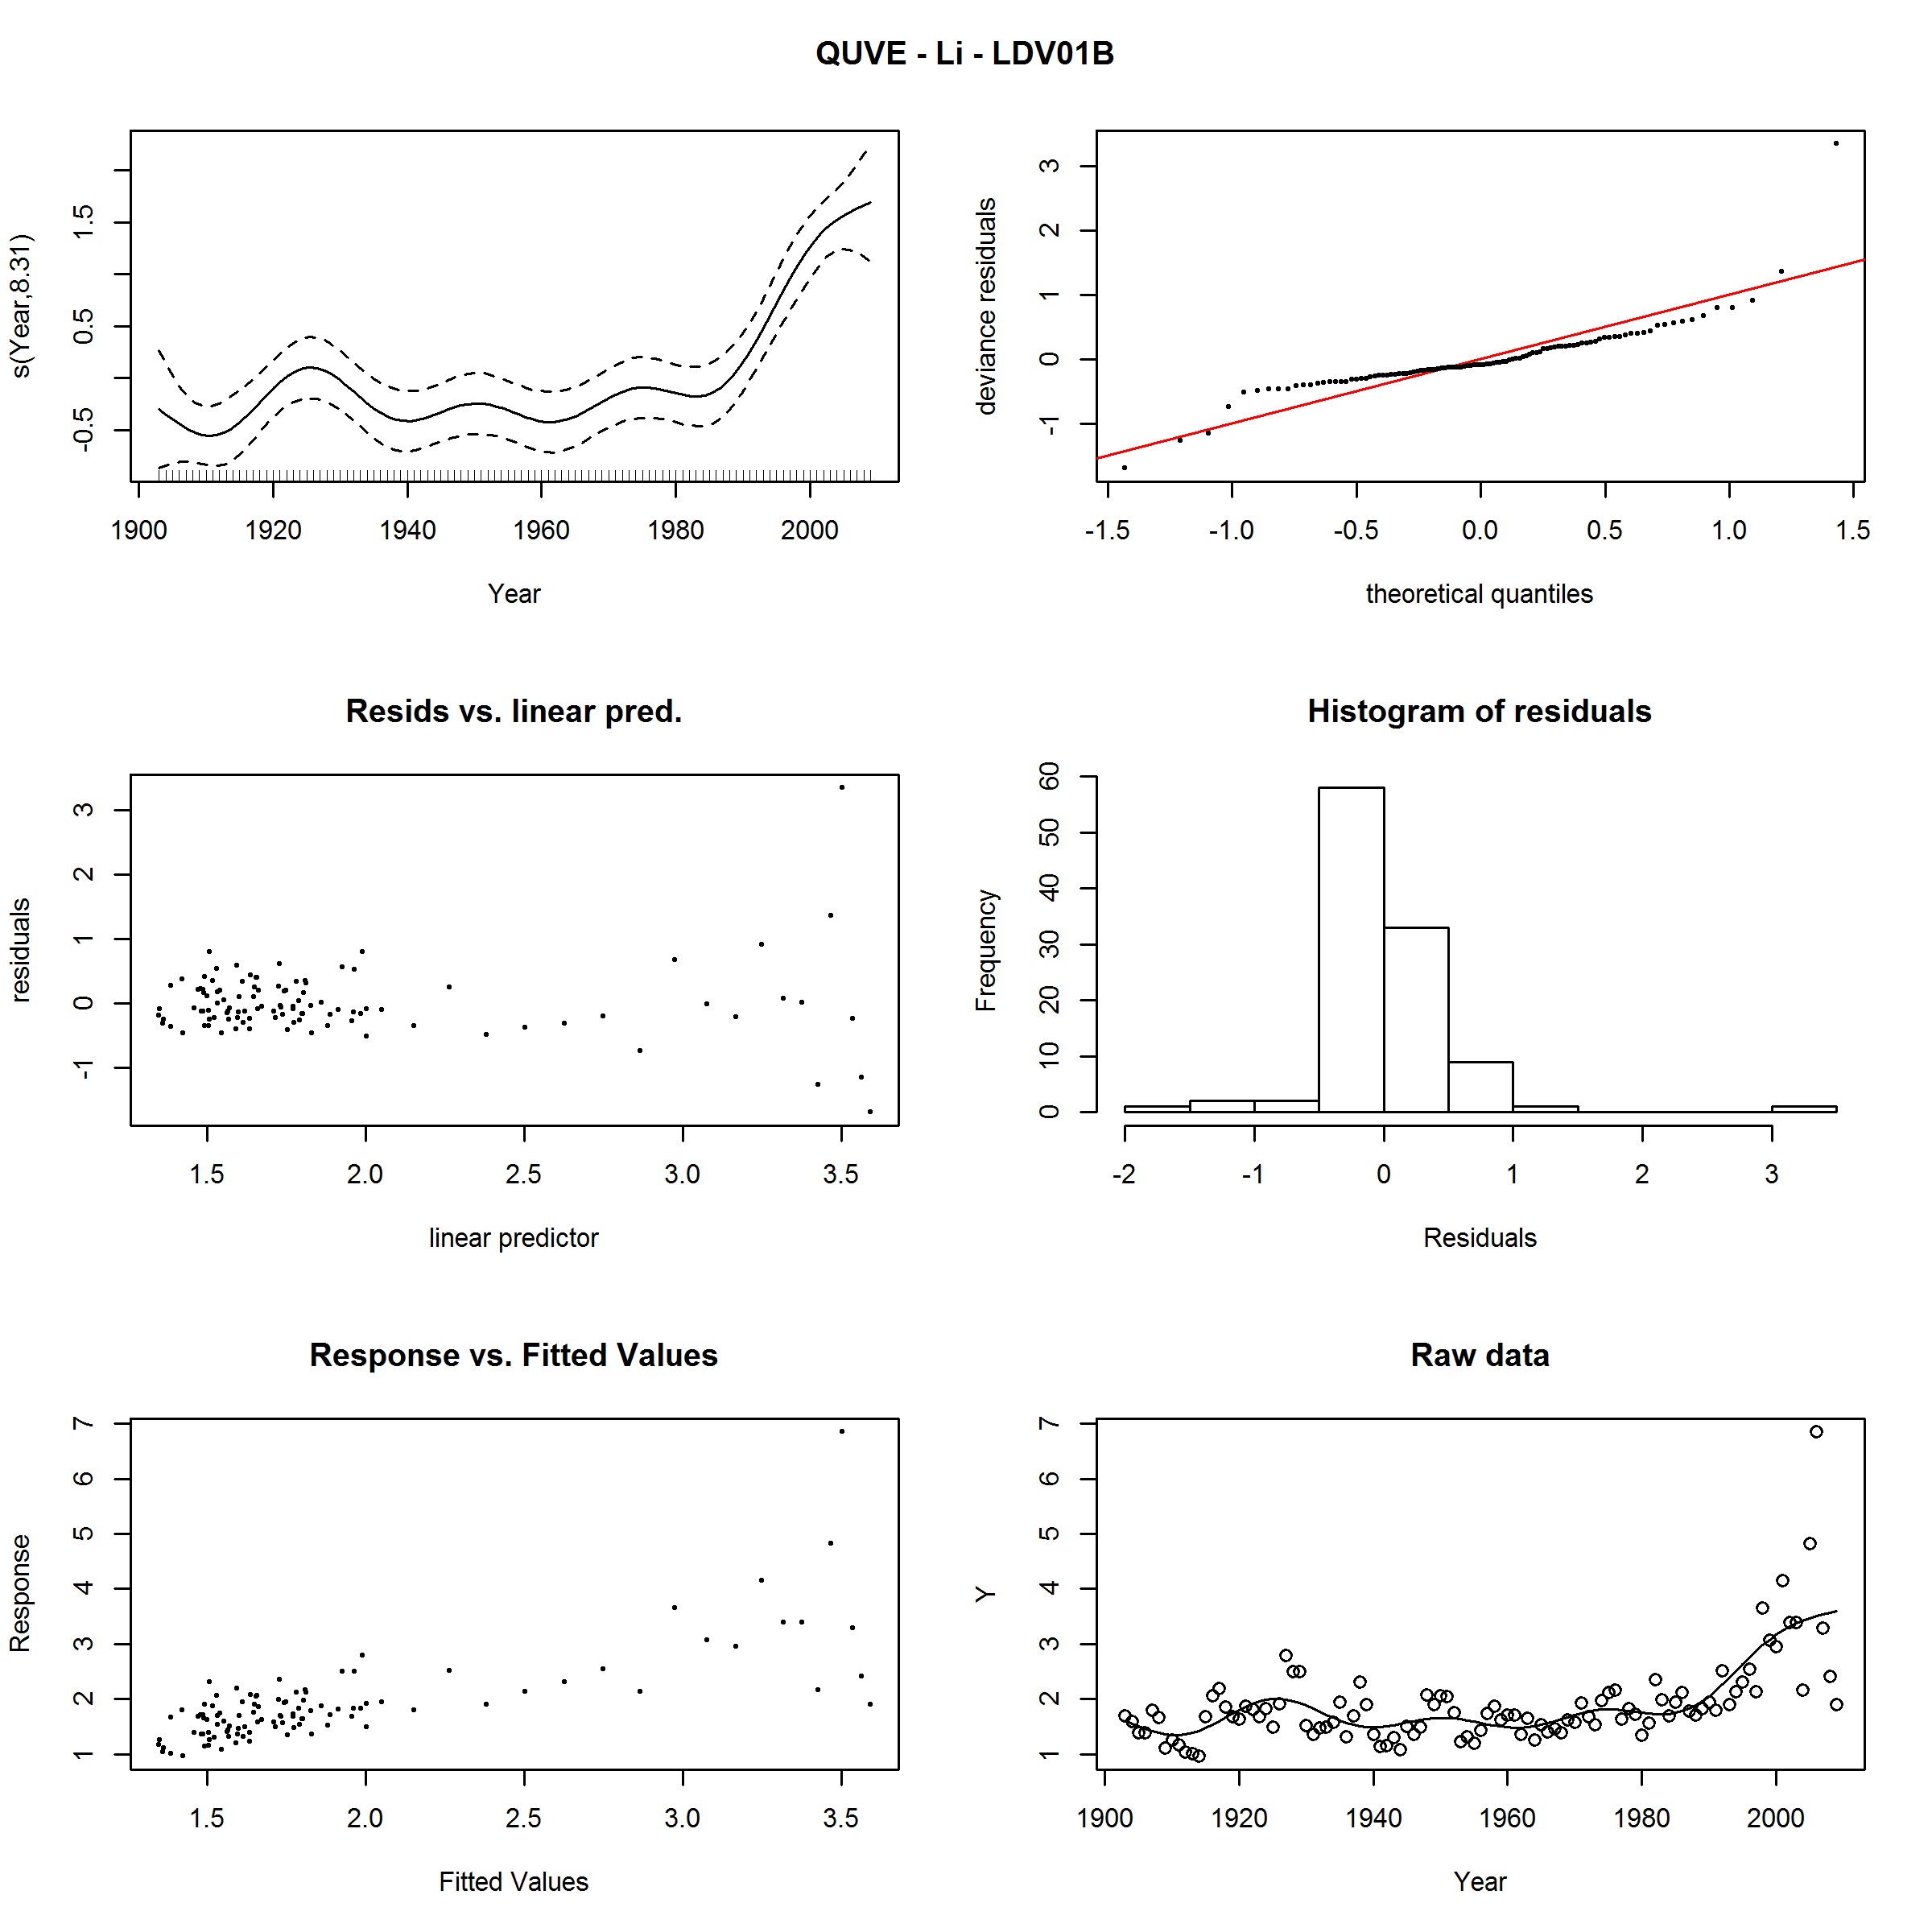 QUVE - Li - LDV01B
s(Year,8.31)
-0.5 0.5 1.5
1900 1920 1940 1960 1980 2000
Year
deviance residuals
-1 0 1 2 3
-1.5 -1.0 -0.5 0.0 0.5 1.0 1.5
theoretical quantiles
Resids vs. linear pred.
residuals
-1 0 1 2 3
1.5 2.0 2.5 3.0 3.5
linear predictor
Histogram of residuals
Frequency
0 10 20 30 40 50 60
-2 -1 0 1 2 3
Residuals
Response vs. Fitted Values
Response
1 2 3 4 5 6 7
1.5 2.0 2.5 3.0 3.5
Fitted Values
Raw data
Y
1 2 3 4 5 6 7
1900 1920 1940 1960 1980 2000
Year